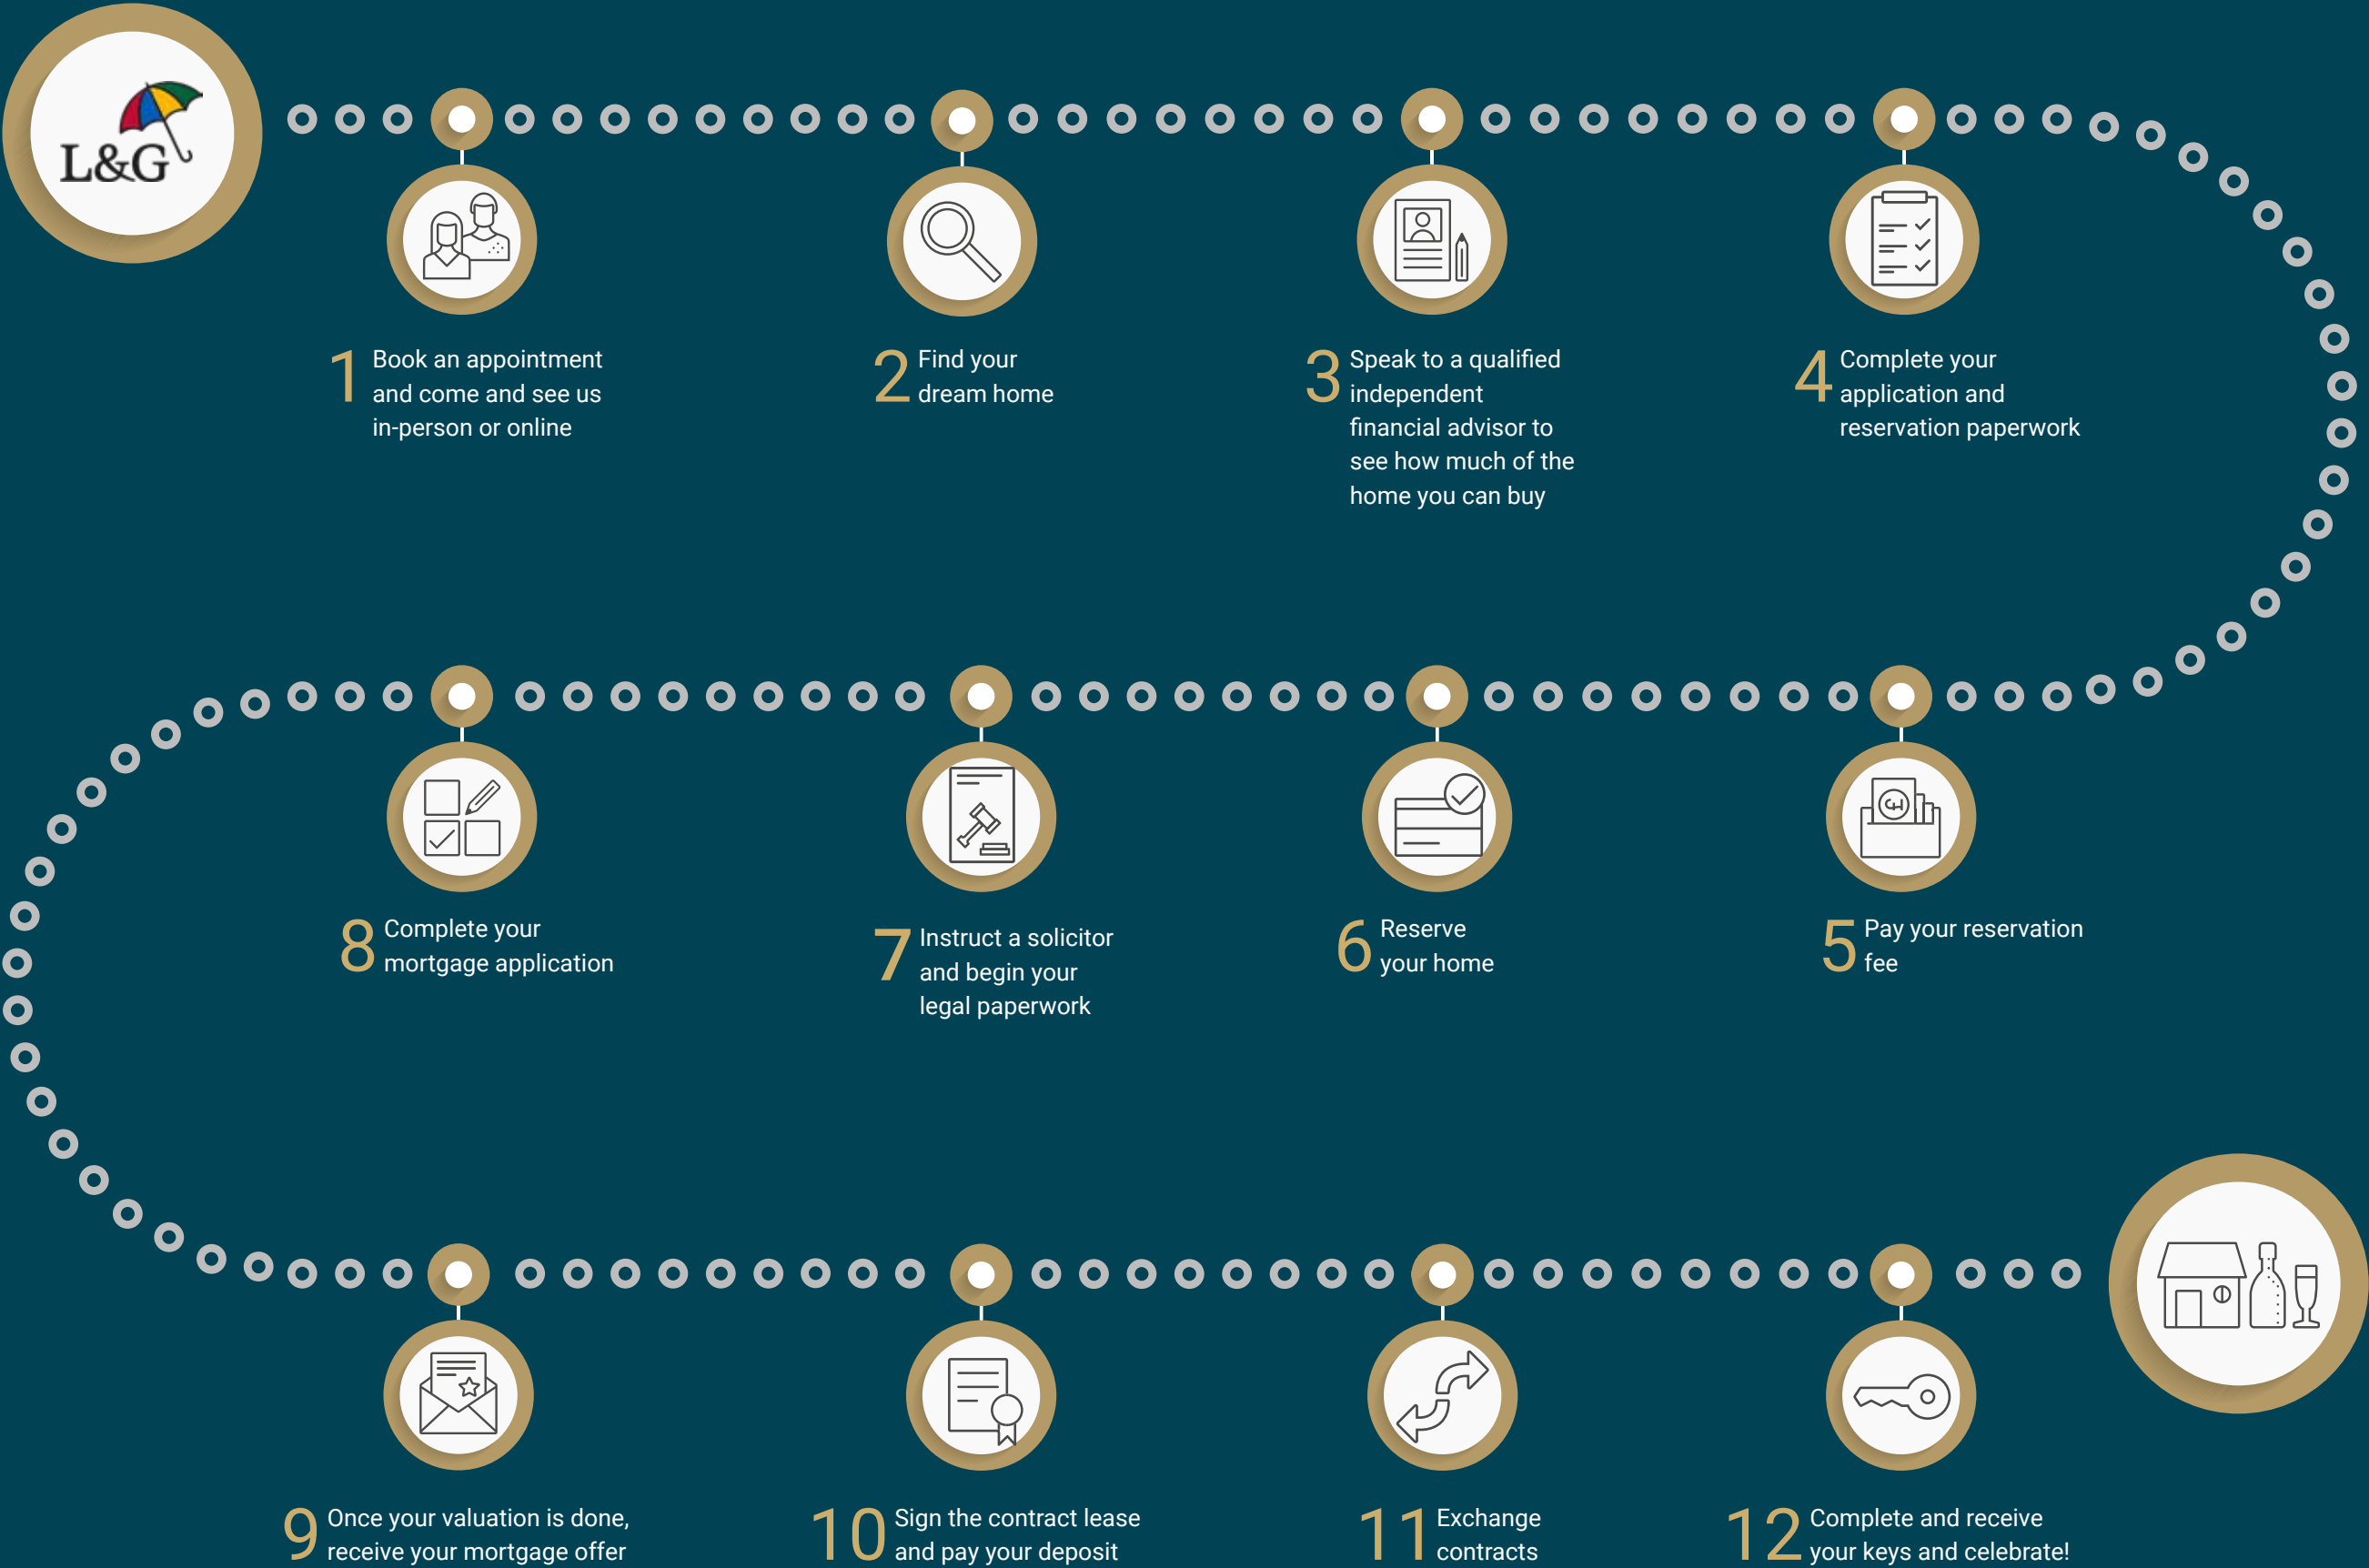 L&G
1 Book an appointment
and come and see us
in-person or online
2 Find your
dream home
3 Speak to a qualified
independent
financial advisor to
see how much of the
home you can buy
4 Complete your
application and
reservation paperwork
5 Pay your reservation
fee
6 Reserve
your home
7 Instruct a solicitor
and begin your
legal paperwork
8 Complete your
mortgage application
9 Once your valuation is done,
receive your mortgage offer
10 Sign the contract lease
and pay your deposit
11 Exchange
contracts
12 Complete and receive
your keys and celebrate!